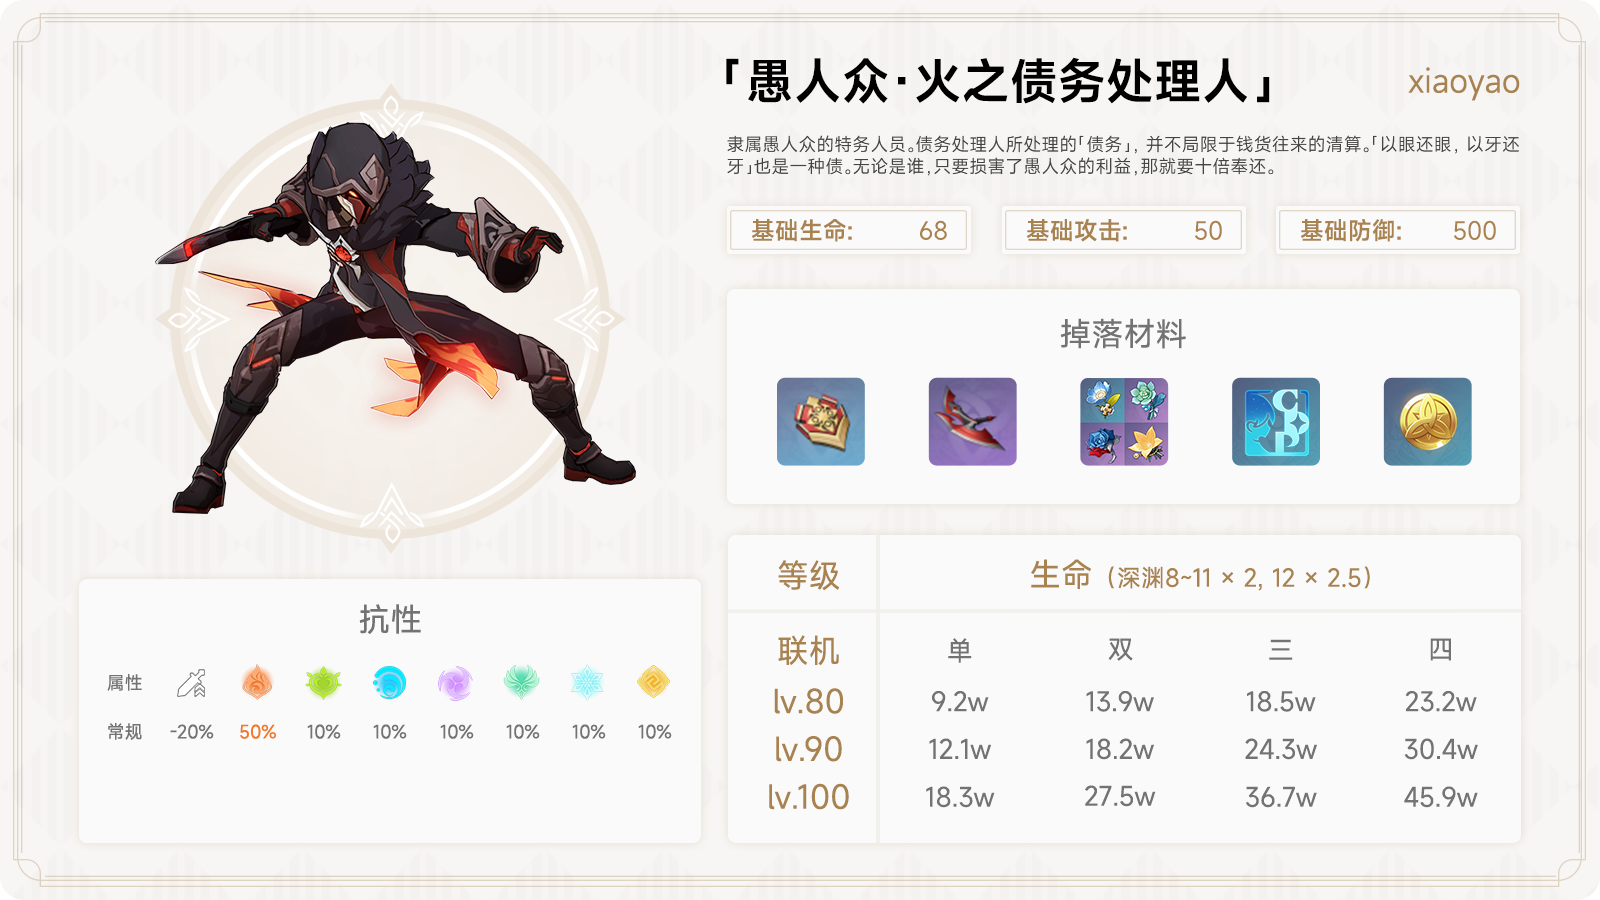 「愚人众·火之债务处理人」
xiaoyao
隶属愚人众的特务人员。债务处理人所处理的「债务」,并不局限于钱货往来的清算。「以眼还眼,以牙还
牙」也是一种债。无论是谁,只要损害了愚人众的利益,那就要十倍奉还。
基础生命: 68
基础攻击: 50
基础防御: 500
掉落材料
抗性
属性
常规 -20% 50% 10% 10% 10% 10% 10% 10%
等级 生命 (深渊8~11 × 2, 12 × 2.5)
联机 单 双 三 四
lv.80 9.2w 13.9w 18.5w 23.2w
lv.90 12.1w 18.2w 24.3w 30.4w
lv.100 18.3w 27.5w 36.7w 45.9w